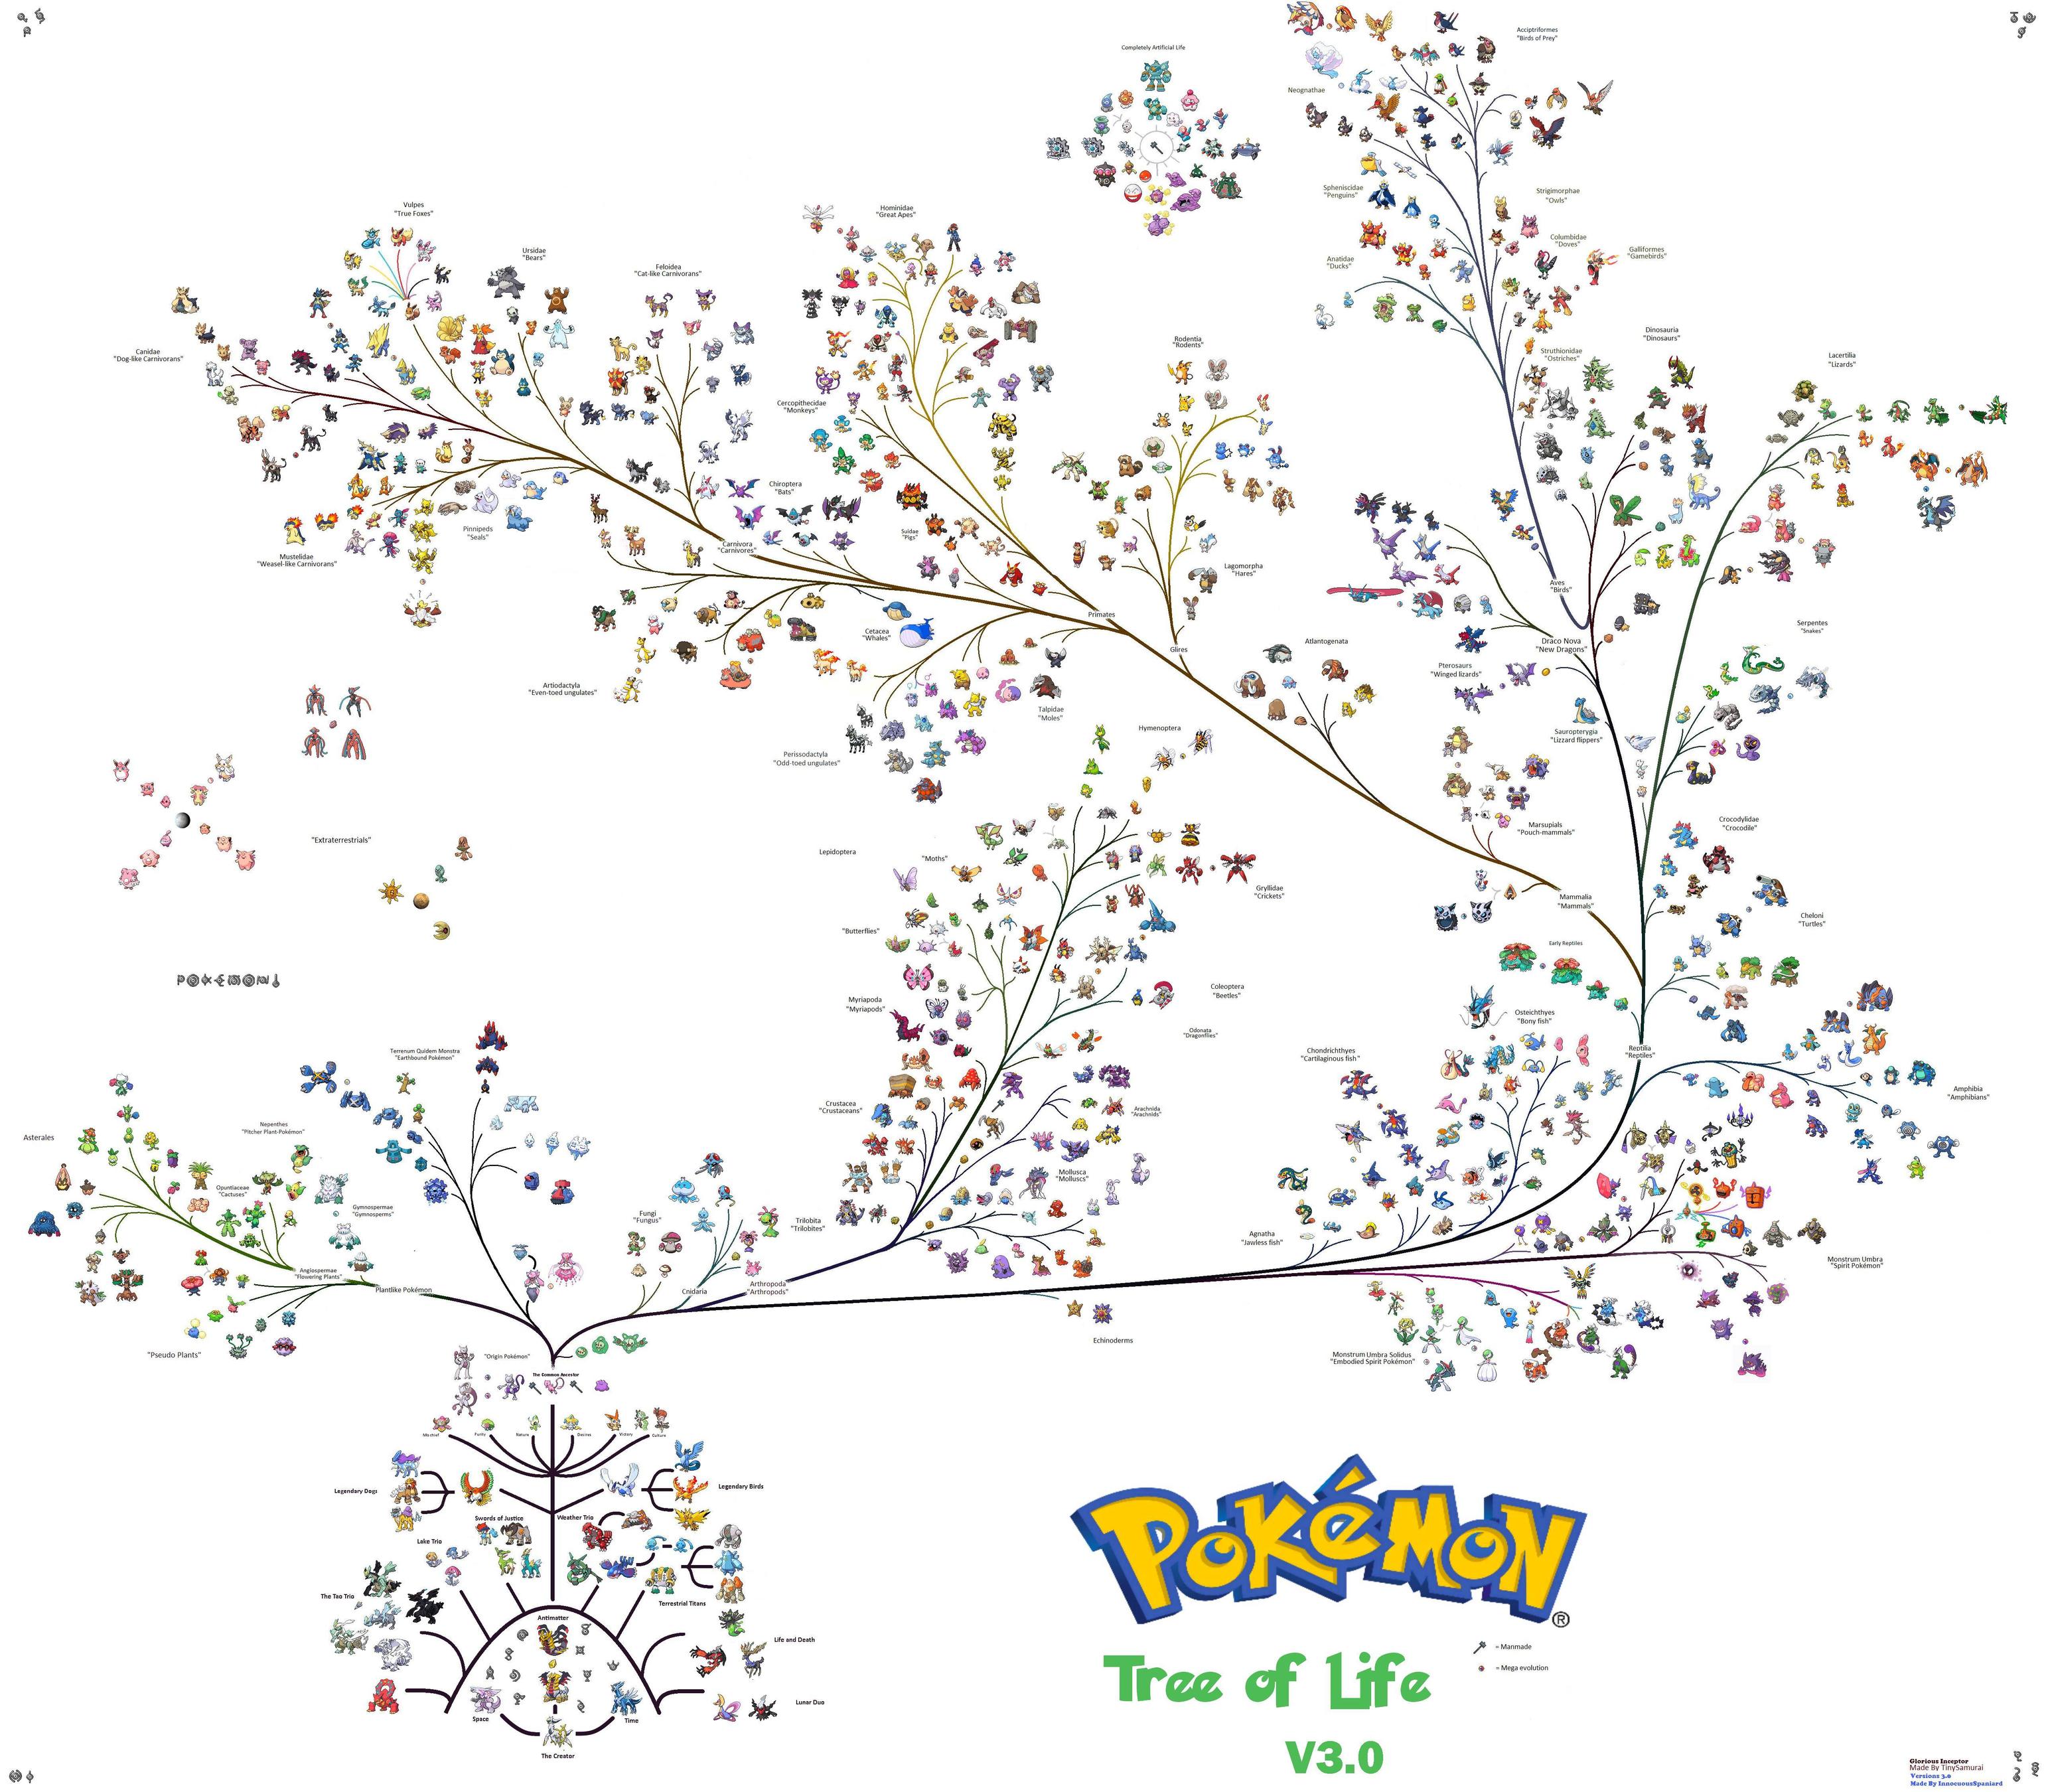 Completely Artificial Life
Acciptriformes
"Birds of Prey"
Neognathae
Vulpes
"True Foxes"
Hominidae
"Great Apes"
Spheniscidae
"Penguins"
Strigimorphae
"Owls"
Ursidae
"Bears"
Feloidea
"Cat-like Carnivorans"
Columbidae
"Doves"
Galliformes
"Gamebirds"
Anatidae
"Ducks"
Canidae
"Dog-like Carnivorans"
Rodentia
"Rodents"
Dinosauria
"Dinosaurs"
Struthionidae
"Ostriches"
Lacertilia
"Lizards"
Cercopithecidae
"Monkeys"
Chiroptera
"Bats"
Pinnipeds
"Seals"
Suidae
"Pigs"
Carnivora
"Carnivores"
Mustelidae
"Weasel-like Carnivorans"
Lagomorpha
"Hares"
Aves
"Birds"
Primates
Cetacea
"Whales"
Glires
Atlantogenata
Draco Nova
"New Dragons"
Serpentes
"Snakes"
Pterosaurs
"Winged lizards"
Artiodactyla
"Even-toed ungulates"
Talpidae
"Moles"
Hymenoptera
Sauropterygia
"Lizzard flippers"
Perissodactyla
"Odd-toed ungulates"
Marsupials
"Pouch-mammals"
Crocodylidae
"Crocodile"
"Extraterrestrials"
Lepidoptera
"Moths"
Gryllidae
"Crickets"
Mammalia
"Mammals"
Cheloni
"Turtles"
"Butterflies"
Early Reptiles
Coleoptera
"Beetles"
Myriapoda
"Myriapods"
Osteichthyes
"Bony fish"
Odonata
"Dragonflies"
Terrenum Quidem Monstra
"Earthbound Pokémon"
Chondrichthyes
"Cartilaginous fish"
Reptilia
"Reptiles"
Amphibia
"Amphibians"
Crustacea
"Crustaceans"
Arachnida
"Arachnids"
Asterales
Nepenthes
"Pitcher Plant-Pokémon"
Mollusca
"Molluscs"
Opuntiaceae
"Cactuses"
Gymnospermae
"Gymnosperms"
Fungi
"Fungus"
Trilobita
"Trilobites"
Agnatha
"Jawless fish"
Monstrum Umbra
"Spirit Pokémon"
Angiospermae
"Flowering Plants"
Plantlike Pokémon
Cnidaria
Arthropoda
"Arthropods"
Echinoderms
"Pseudo Plants"
"Origin Pokémon"
Monstrum Umbra Solidus
"Embodied Spirit Pokémon"
The Kommon Ancestor
Mischief
Purity
Nature
Desires
Victory
Culture
Legendary Dogs
Legendary Birds
Swords of Justice
Weather Trio
Lake Trio
The Tao Trio
Terrestrial Titans
Antimatter
Life and Death
Space
Time
Lunar Duo
The Creator
POKéMON
®
Tree of Life
V3.0
= Manmade
= Mega evolution
Glorious Inceptor
Made By TinySamurai
Versions 3.0
Made By InnocuousSpaniard